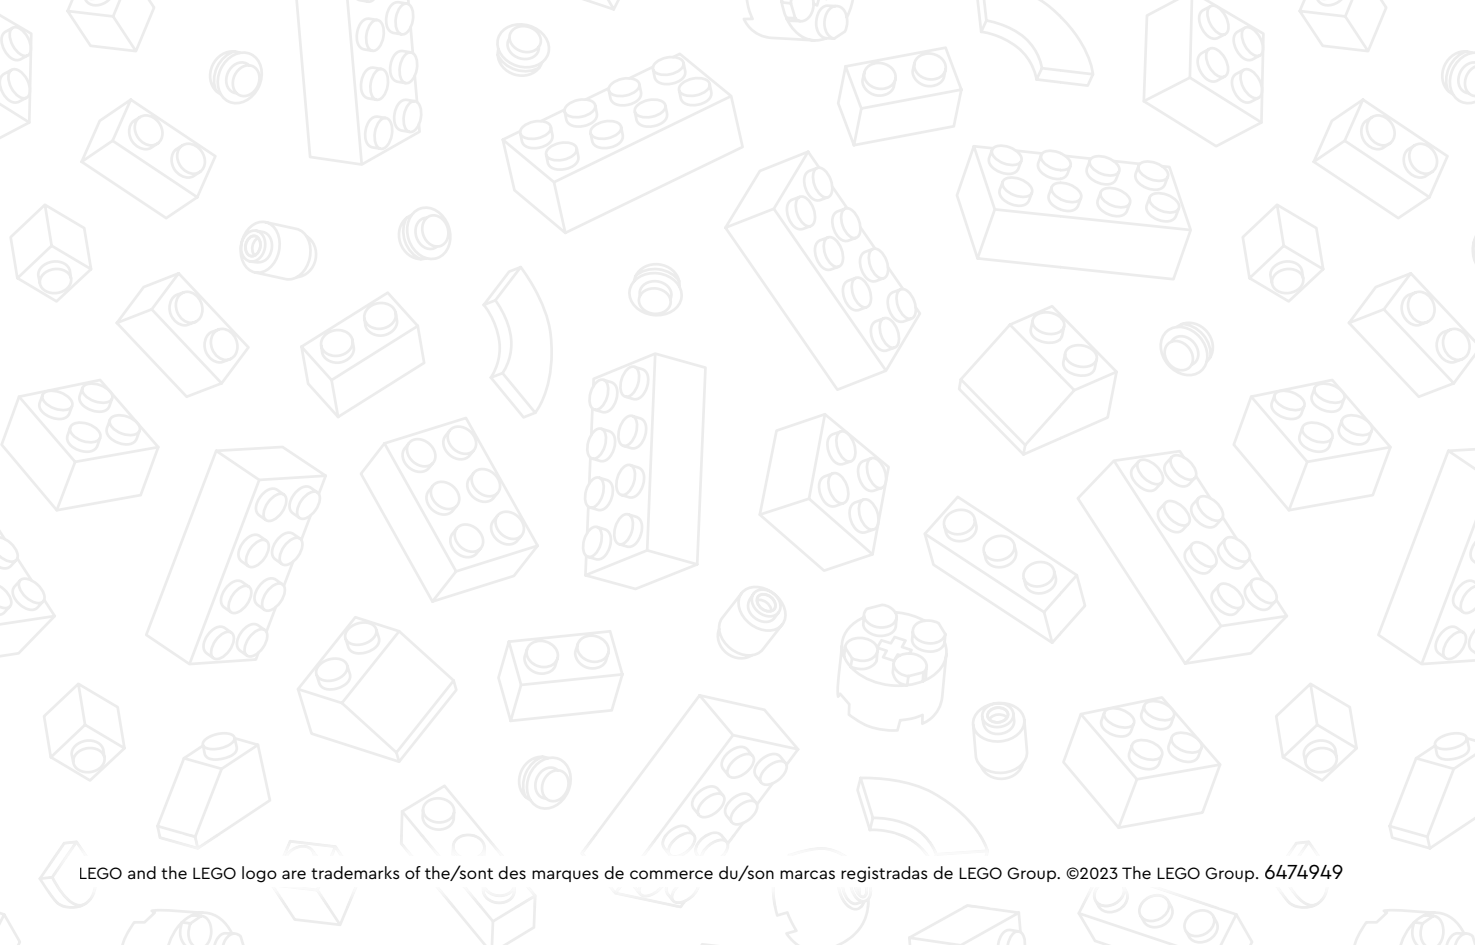 LEGO and the LEGO logo are trademarks of the/sont des marques de commerce du/son marcas registradas de LEGO Group. ©2023 The LEGO Group. 6474949